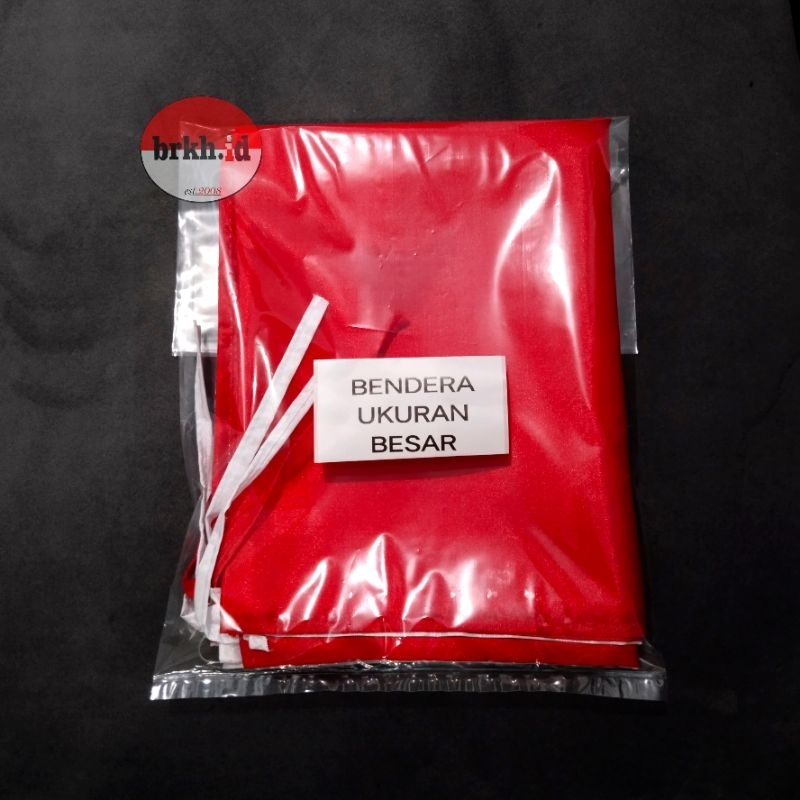 brkh.id
est.2008
BENDERA
UKURAN
BESAR